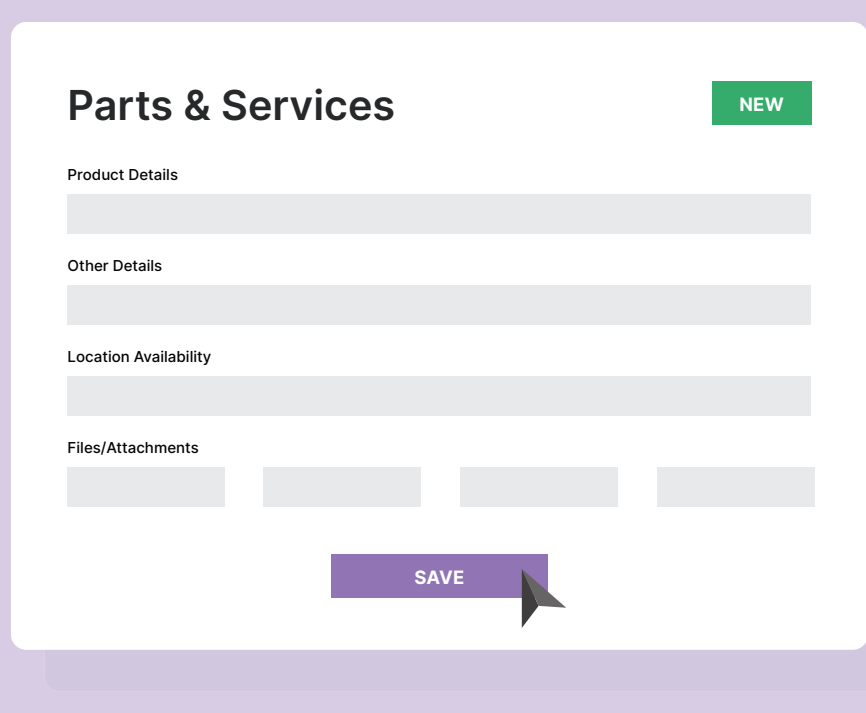 Parts & Services
NEW
Product Details
Other Details
Location Availability
Files/Attachments
SAVE